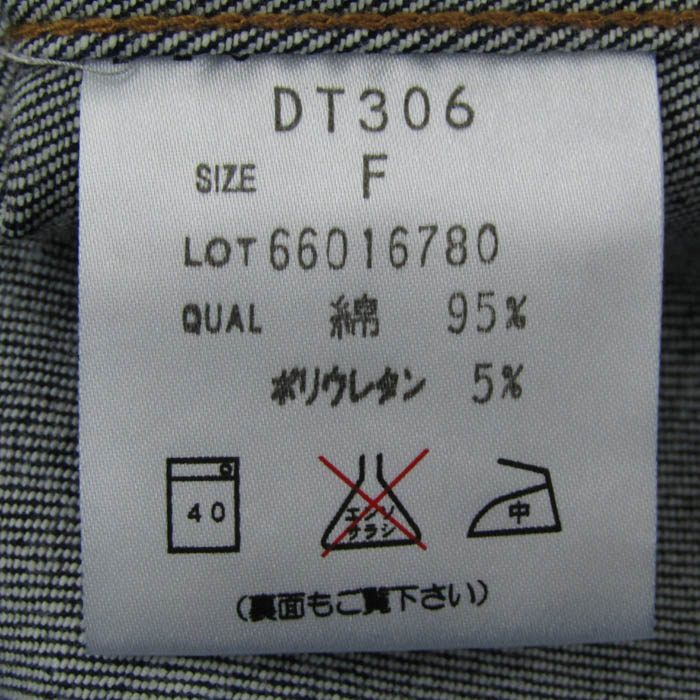 DT306
SIZE F
LOT 66016780
QUAL 綿 95%
ポリウレタン 5%
40
エンソ
サラシ
中
(裏面もご覧下さい)